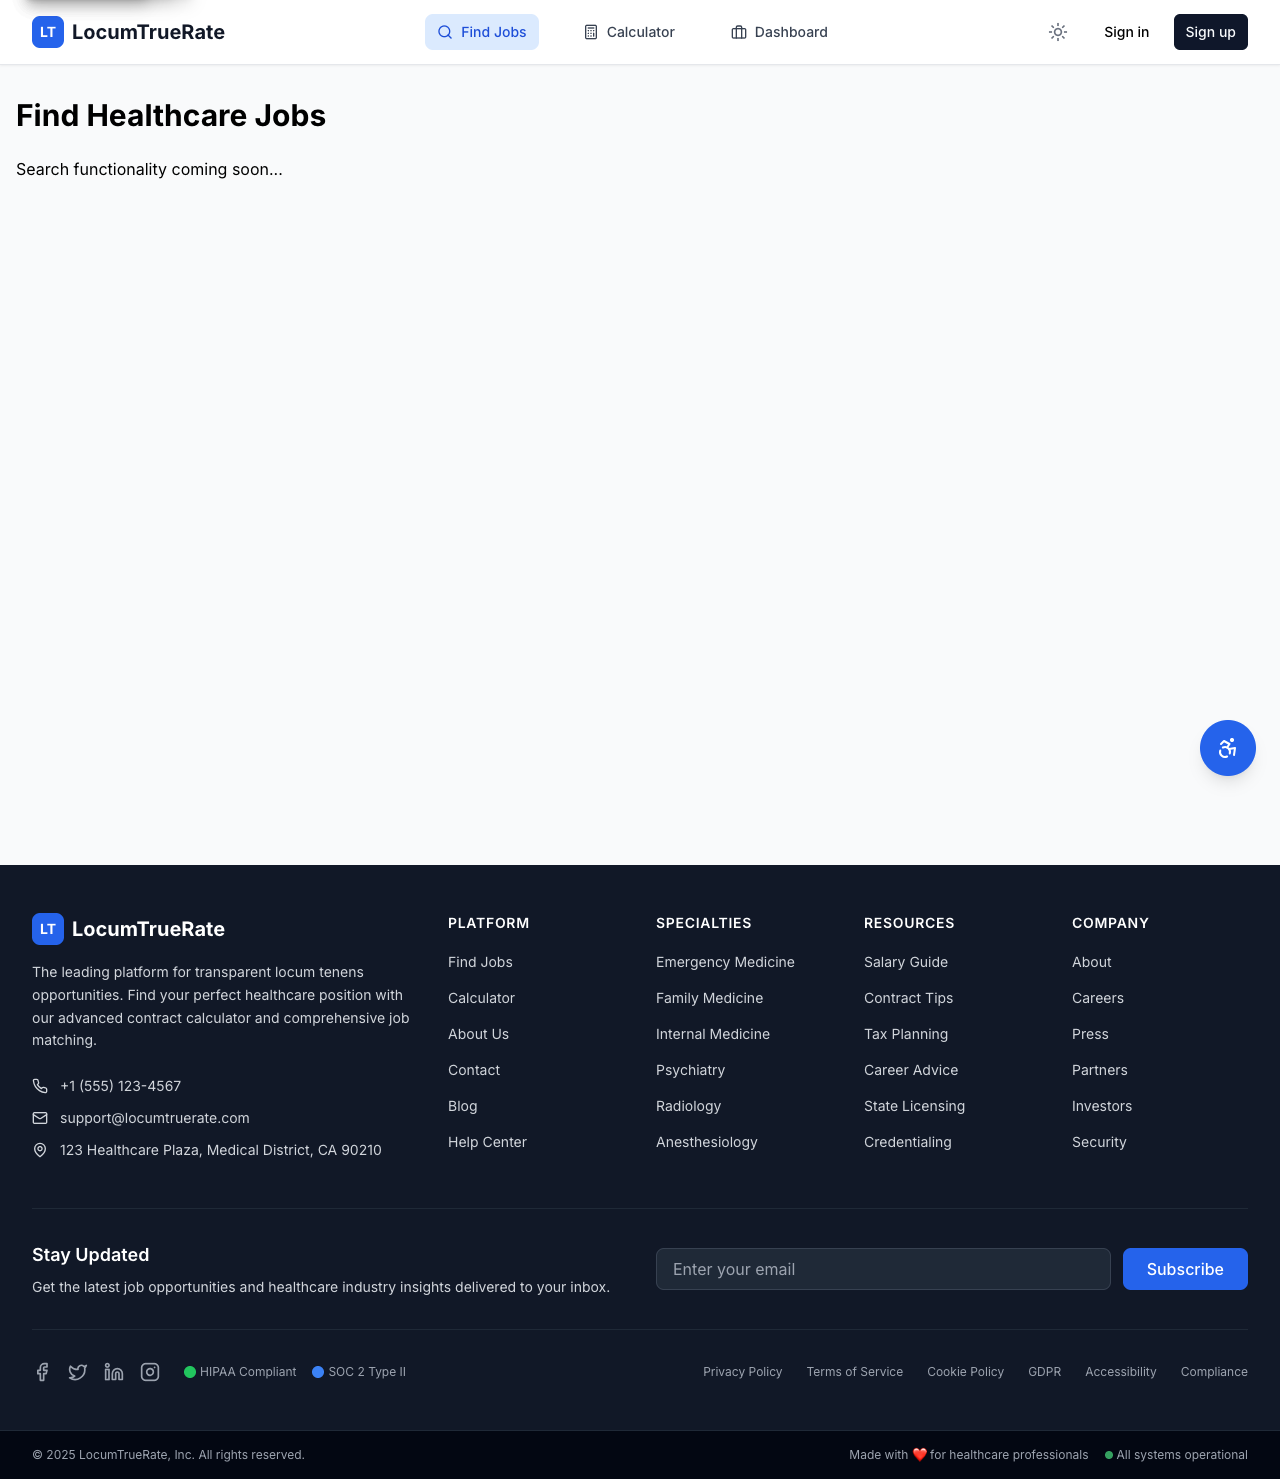 LT LocumTrueRate
Find Jobs
Calculator
Dashboard
Sign in
Sign up
Find Healthcare Jobs
Search functionality coming soon...
LT LocumTrueRate
The leading platform for transparent locum tenens
opportunities. Find your perfect healthcare position with
our advanced contract calculator and comprehensive job
matching.
+1 (555) 123-4567
support@locumtruerate.com
123 Healthcare Plaza, Medical District, CA 90210
PLATFORM
Find Jobs
Calculator
About Us
Contact
Blog
Help Center
SPECIALTIES
Emergency Medicine
Family Medicine
Internal Medicine
Psychiatry
Radiology
Anesthesiology
RESOURCES
Salary Guide
Contract Tips
Tax Planning
Career Advice
State Licensing
Credentialing
COMPANY
About
Careers
Press
Partners
Investors
Security
Stay Updated
Get the latest job opportunities and healthcare industry insights delivered to your inbox.
Enter your email
Subscribe
HIPAA Compliant
SOC 2 Type II
Privacy Policy
Terms of Service
Cookie Policy
GDPR
Accessibility
Compliance
© 2025 LocumTrueRate, Inc. All rights reserved.
Made with ❤️ for healthcare professionals
All systems operational